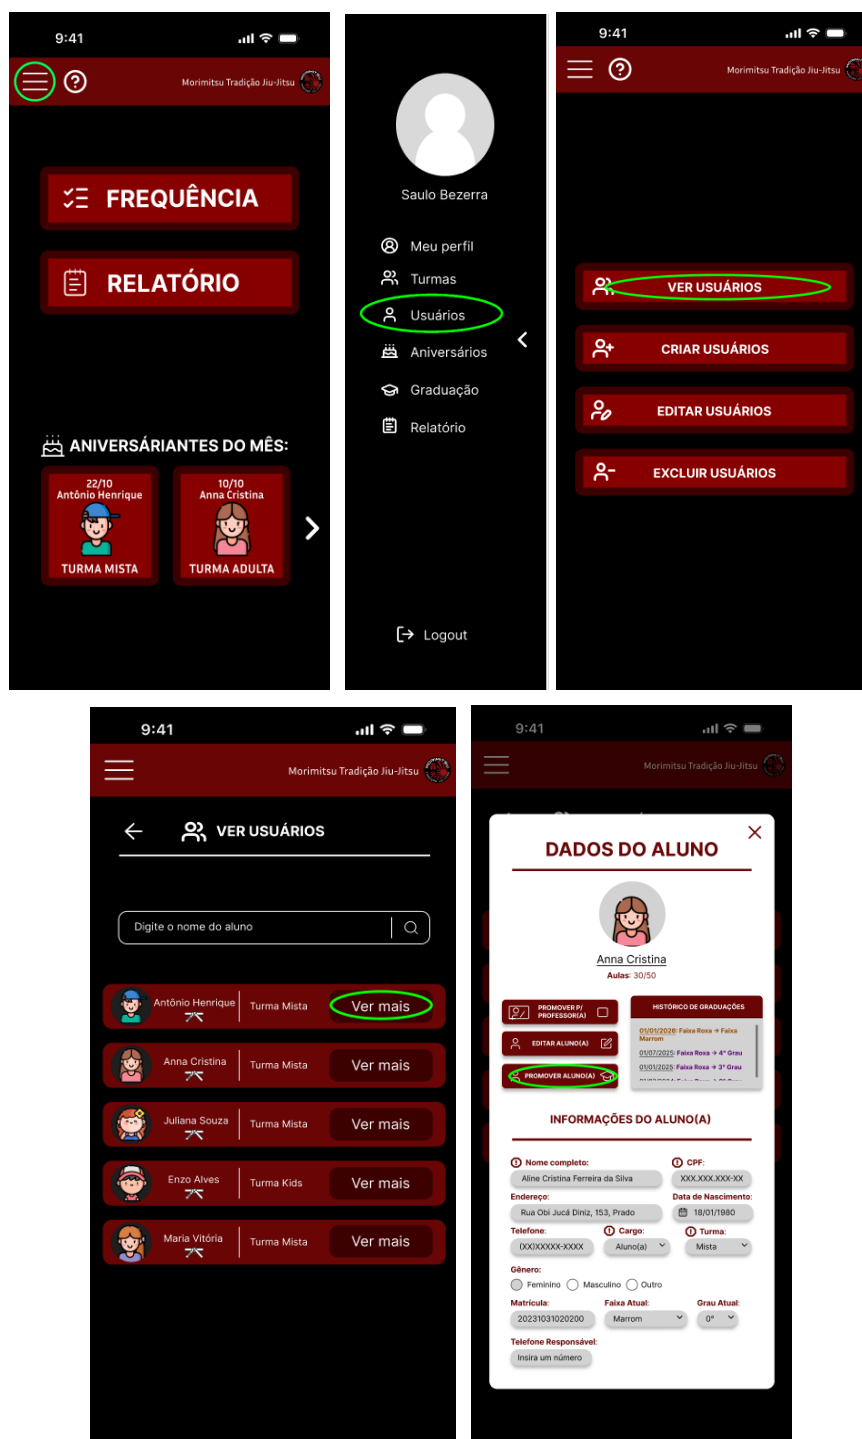 9:41
Morimitsu Tradição Jiu-Jitsu
FREQUÊNCIA
RELATÓRIO
ANIVERSÁRIANTES DO MÊS:
22/10
Antônio Henrique
TURMA MISTA
10/10
Anna Cristina
TURMA ADULTA
Saulo Bezerra
Meu perfil
Turmas
Usuários
Aniversários
Graduação
Relatório
Logout
9:41
Morimitsu Tradição Jiu-Jitsu
VER USUÁRIOS
CRIAR USUÁRIOS
EDITAR USUÁRIOS
EXCLUIR USUÁRIOS
9:41
Morimitsu Tradição Jiu-Jitsu
VER USUÁRIOS
Digite o nome do aluno
Antônio Henrique Turma Mista Ver mais
Anna Cristina Turma Mista Ver mais
Juliana Souza Turma Mista Ver mais
Enzo Alves Turma Kids Ver mais
Maria Vitória Turma Mista Ver mais
9:41
Morimitsu Tradição Jiu-Jitsu
DADOS DO ALUNO
Anna Cristina
Aulas: 30/50
PROMOVER P/
PROFESSOR(A)
EDITAR ALUNO(A)
PROMOVER ALUNO(A)
HISTÓRICO DE GRADUAÇÕES
01/01/2026: Faixa Roxa → Faixa
Marrom
01/07/2025: Faixa Roxa → 4° Grau
01/01/2025: Faixa Roxa → 3° Grau
INFORMAÇÕES DO ALUNO(A)
Nome completo: CPF:
Aline Cristina Ferreira da Silva XXX.XXX.XXX-XX
Endereço: Data de Nascimento:
Rua Obi Jucá Diniz, 153, Prado 18/01/1980
Telefone: Cargo: Turma:
(XX)XXXXX-XXXX Aluno(a) Mista
Gênero:
Feminino Masculino Outro
Matrícula: Faixa Atual: Grau Atual:
20231031020200 Marrom 0°
Telefone Responsável:
Insira um número